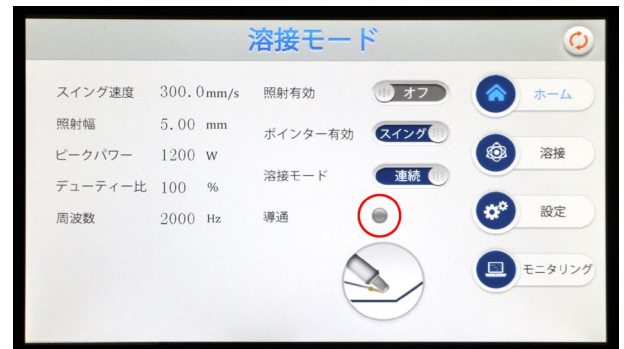 溶接モード
スイング速度 300.0mm/s
照射幅 5.00 mm
ピークパワー 1200 W
デューティー比 100 %
周波数 2000 Hz
照射有効 オフ
ポインター有効 スイング
溶接モード 連続
導通
ホーム
溶接
設定
モニタリング